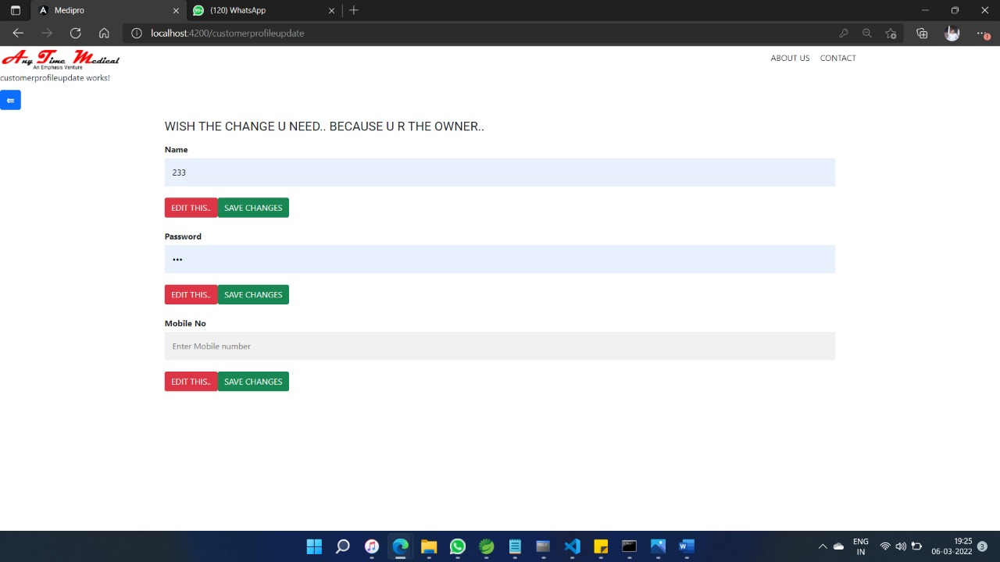 Medipro
(120) WhatsApp
localhost:4200/customerprofileupdate
Any Time Medical
An Emphasis Venture
ABOUT US CONTACT
customerprofileupdate works!
WISH THE CHANGE U NEED.. BECAUSE U R THE OWNER..
Name
233
EDIT THIS.. SAVE CHANGES
Password
•••
EDIT THIS.. SAVE CHANGES
Mobile No
Enter Mobile number
EDIT THIS.. SAVE CHANGES
ENG
IN
19:25
06-03-2022
3